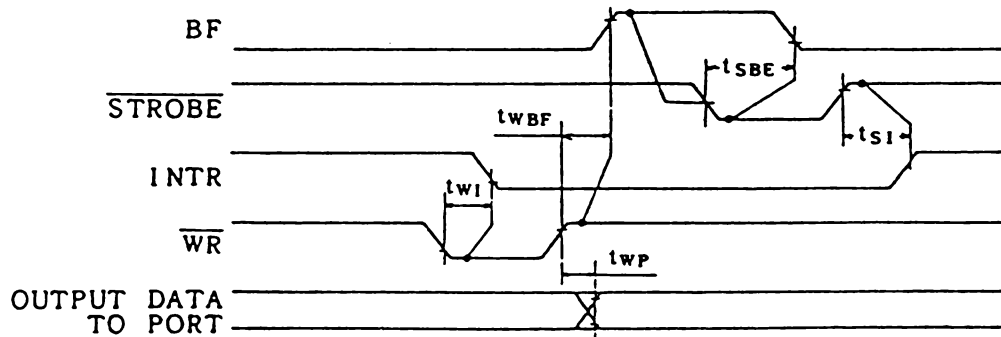 BF
tSBE
STROBE
tWBF
tSI
INTR
tWI
WR
tWP
OUTPUT DATA
TO PORT